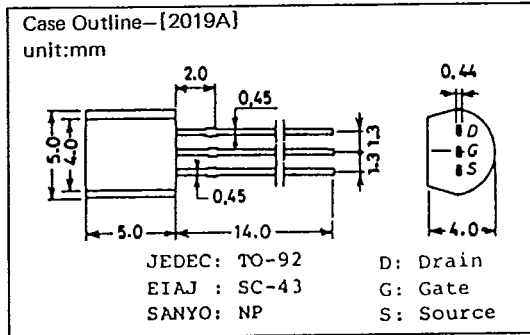 Case Outline—[2019A]
unit:mm
2.0
0,45
0,44
5.0
4.0
1.3
1.3
D
G
S
0,45
5.0
14.0
4.0
JEDEC: TO-92
EIAJ : SC-43
SANYO: NP
D: Drain
G: Gate
S: Source